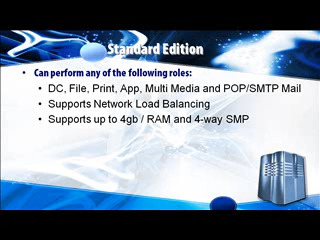 Standard Edition
• Can perform any of the following roles:
• DC, File, Print, App, Multi Media and POP/SMTP Mail
• Supports Network Load Balancing
• Supports up to 4gb / RAM and 4-way SMP